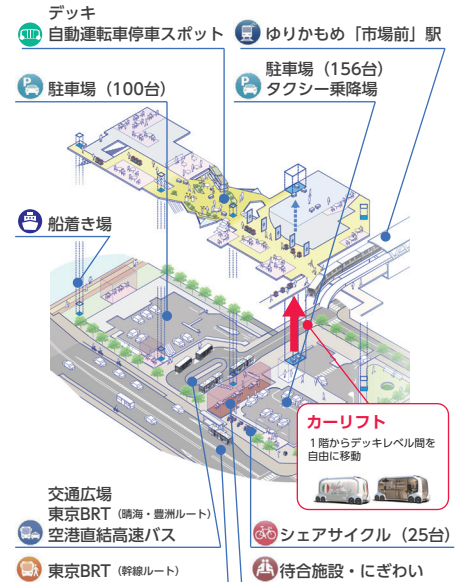 デッキ
自動運転車停車スポット
ゆりかもめ「市場前」駅
駐車場(100台)
駐車場(156台)
タクシー乗降場
船着き場
カーリフト
1階からデッキレベル間を
自由に移動
交通広場
東京BRT(晴海・豊洲ルート)
空港直結高速バス
シェアサイクル(25台)
東京BRT(幹線ルート)
待合施設・にぎわい